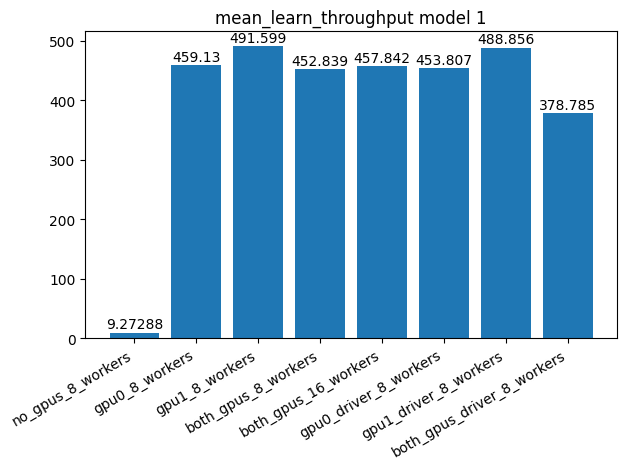 mean_learn_throughput model 1
500
400
300
200
100
0
9.27288
459.13
491.599
452.839
457.842
453.807
488.856
378.785
no_gpus_8_workers
gpu0_8_workers
gpu1_8_workers
both_gpus_8_workers
both_gpus_16_workers
gpu0_driver_8_workers
gpu1_driver_8_workers
both_gpus_driver_8_workers